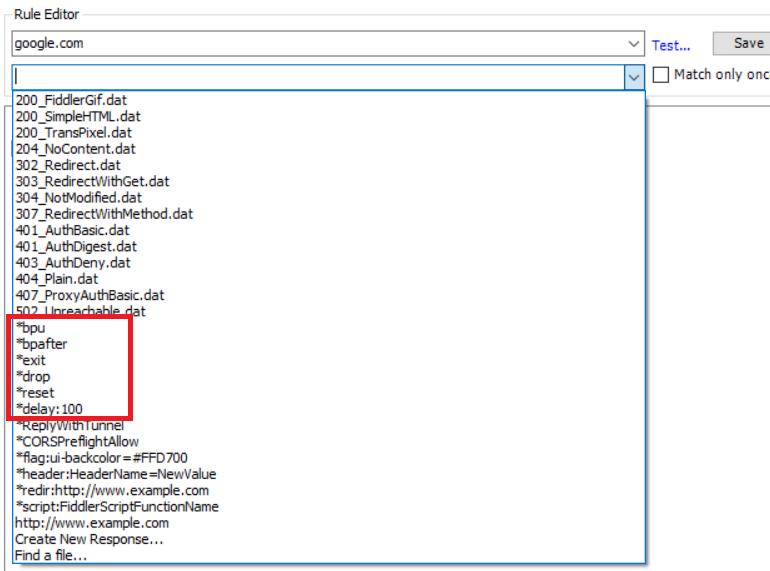 Rule Editor
google.com
Test...
Save
Match only onc
200_FiddlerGif.dat
200_SimpleHTML.dat
200_TransPixel.dat
204_NoContent.dat
302_Redirect.dat
303_RedirectWithGet.dat
304_NotModified.dat
307_RedirectWithMethod.dat
401_AuthBasic.dat
401_AuthDigest.dat
403_AuthDeny.dat
404_Plain.dat
407_ProxyAuthBasic.dat
502_Unreachable.dat
*bpu
*bpafter
*exit
*drop
*reset
*delay:100
*ReplyWithTunnel
*CORSPreflightAllow
*flag:ui-backcolor=#FFD700
*header:HeaderName=NewValue
*redir:http://www.example.com
*script:FiddlerScriptFunctionName
http://www.example.com
Create New Response...
Find a file...